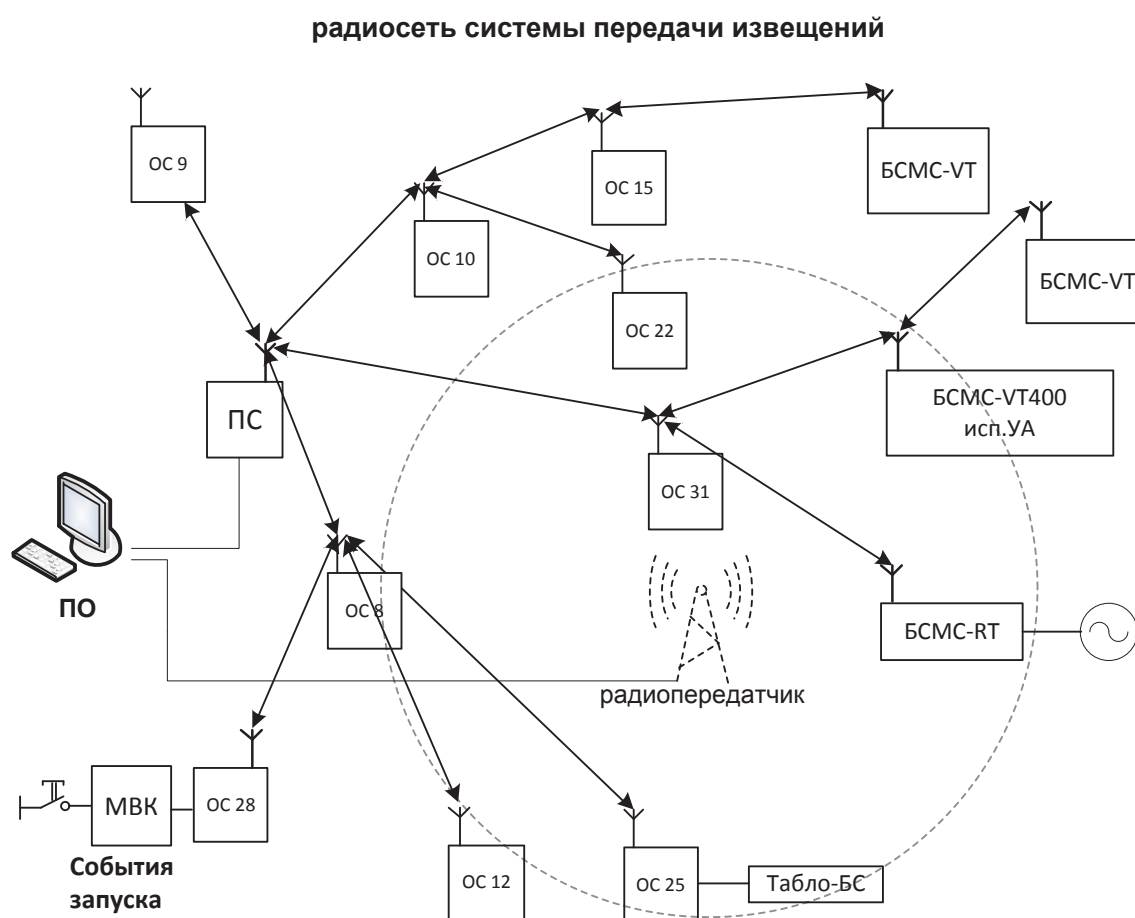 радиосеть системы передачи извещений
ОС 9
ОС 15
БСМС-VT
ОС 10
БСМС-VT
ОС 22
ПС
БСМС-VT400
исп.УА
ОС 31
ПО
ОС 8
БСМС-RT
радиопередатчик
МВК
ОС 28
События
запуска
ОС 12
ОС 25
Табло-БС